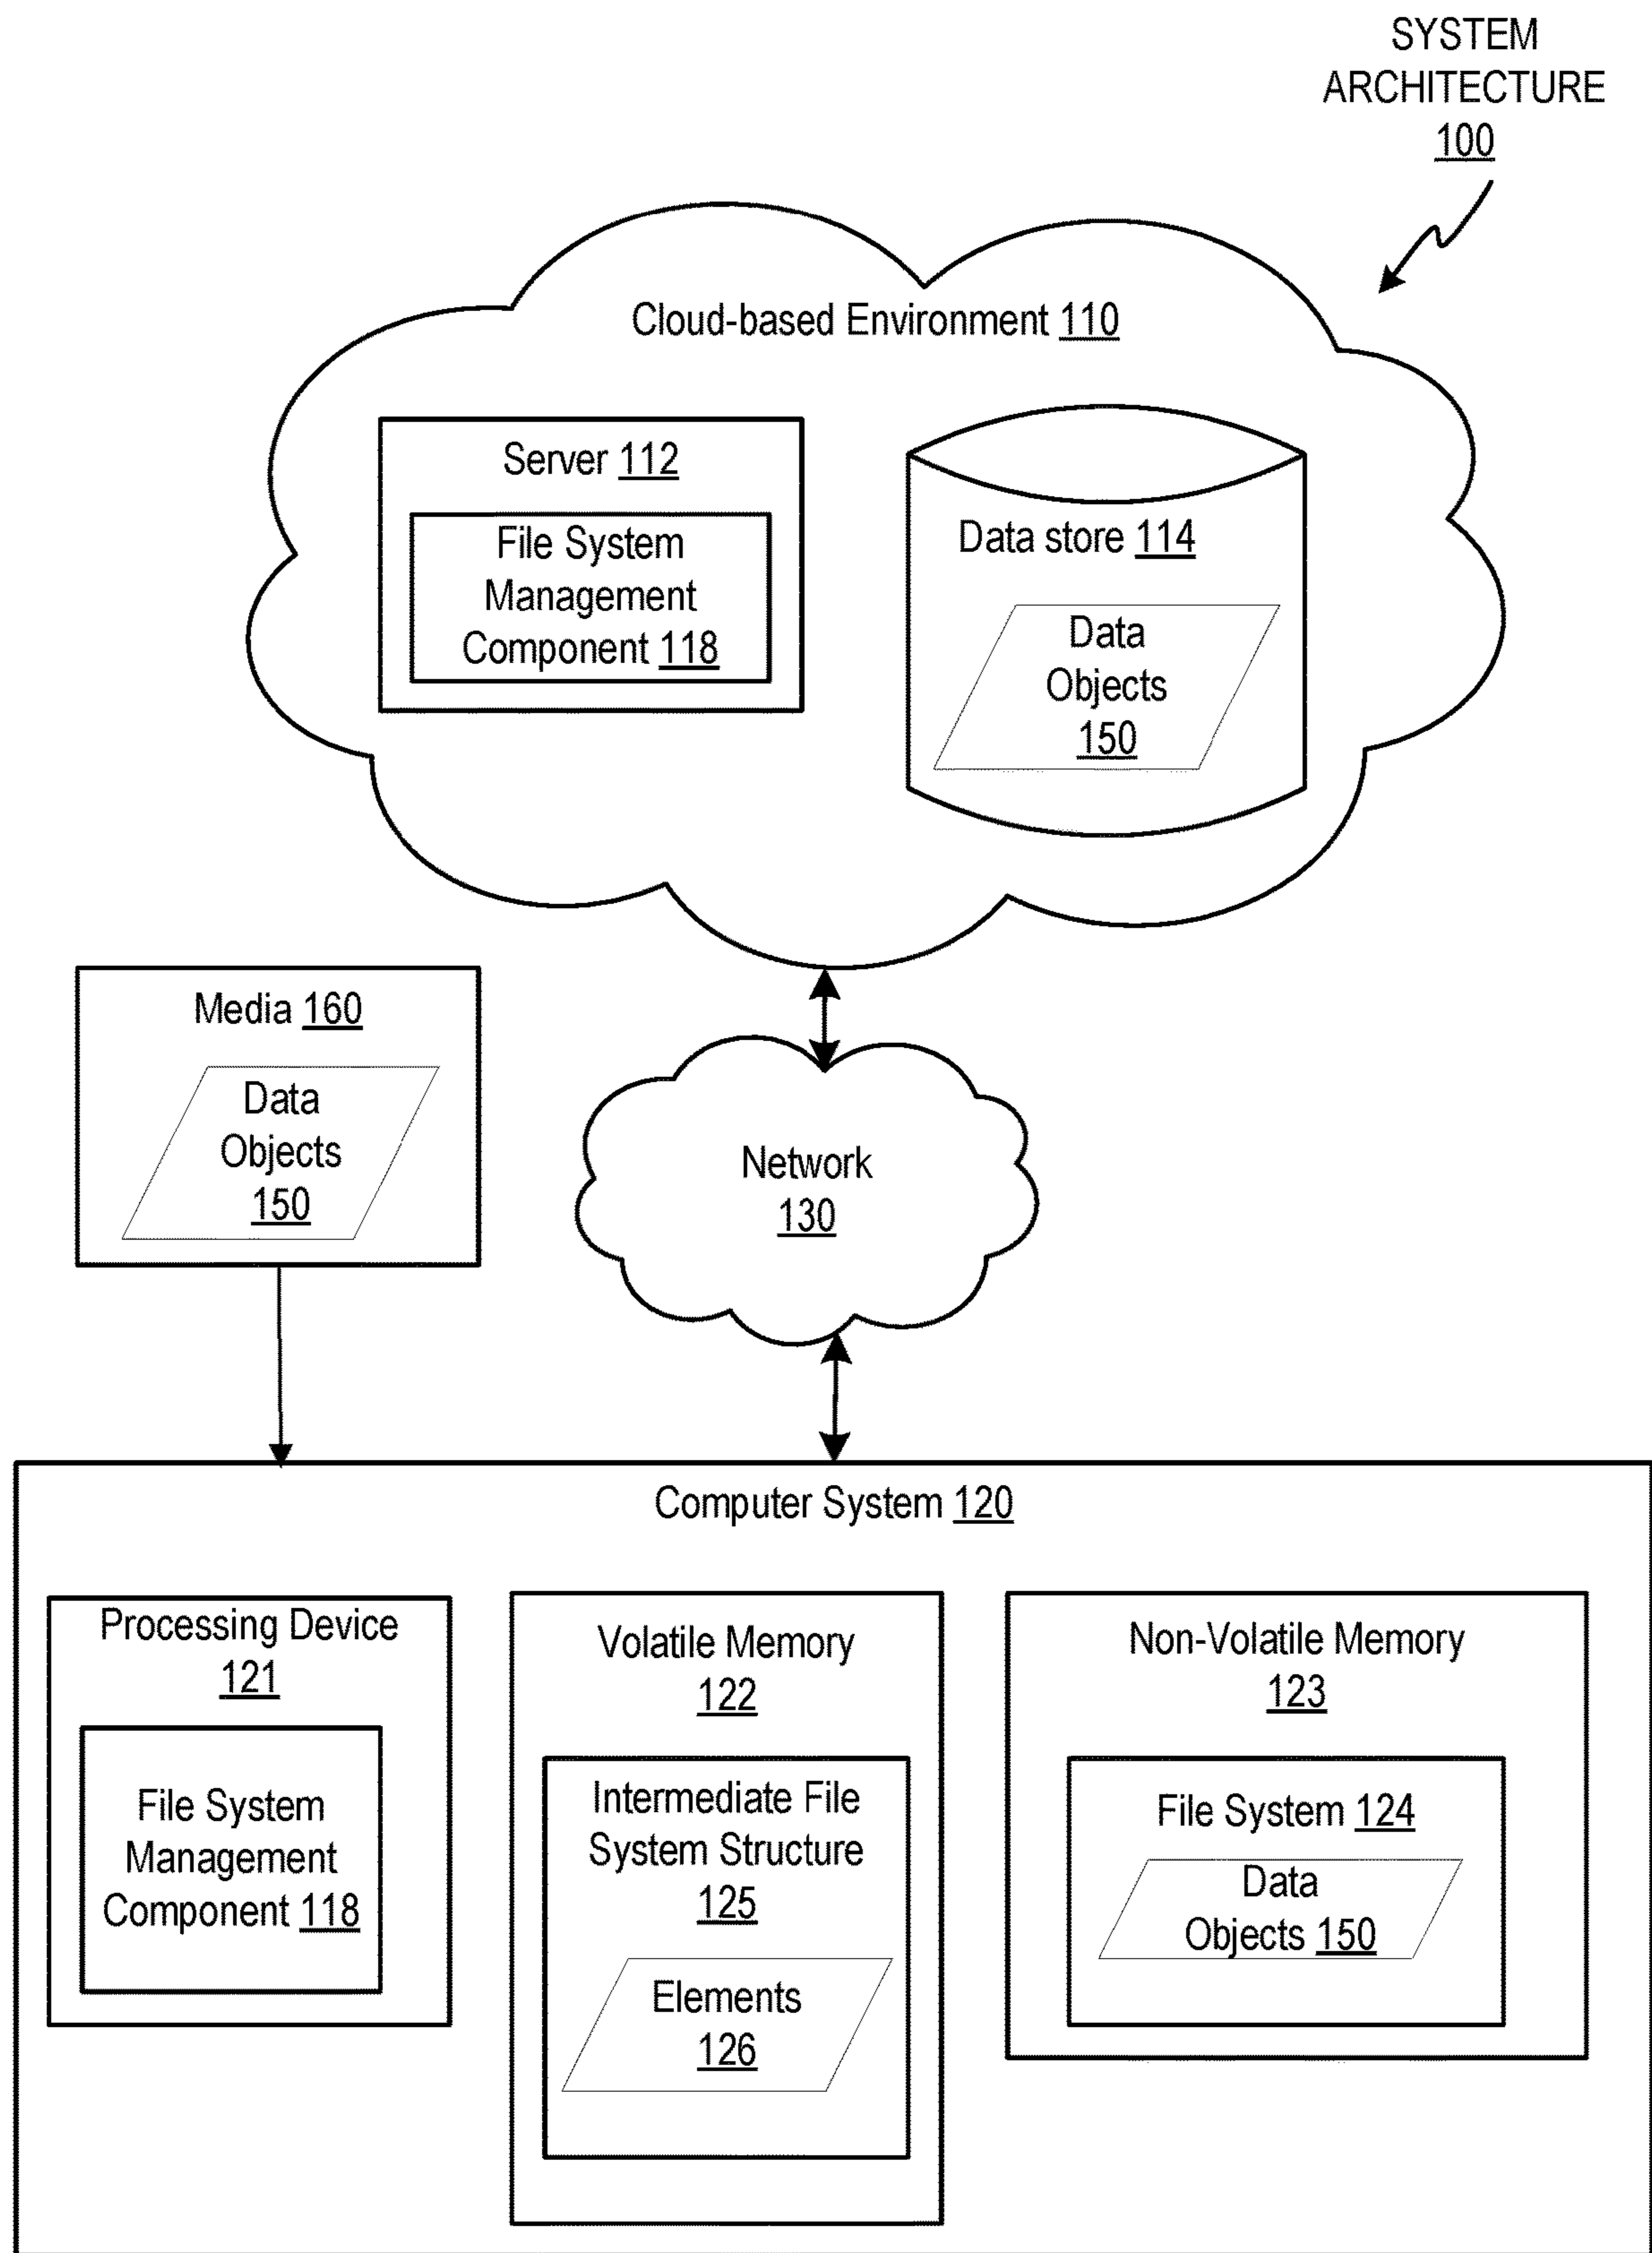 SYSTEM
ARCHITECTURE
100
Cloud-based Environment 110
Server 112
File System
Management
Component 118
Data store 114
Data
Objects
150
Media 160
Data
Objects
150
Network
130
Computer System 120
Processing Device
121
File System
Management
Component 118
Volatile Memory
122
Intermediate File
System Structure
125
Elements
126
Non-Volatile Memory
123
File System 124
Data
Objects 150